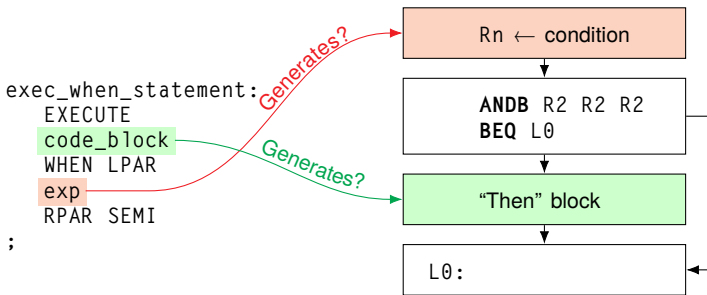 exec_when_statement:
EXECUTE
code_block
WHEN LPAR
exp
RPAR SEMI
;
Generates?
Generates?
Rn ← condition
ANDB R2 R2 R2
BEQ L0
“Then” block
L0: